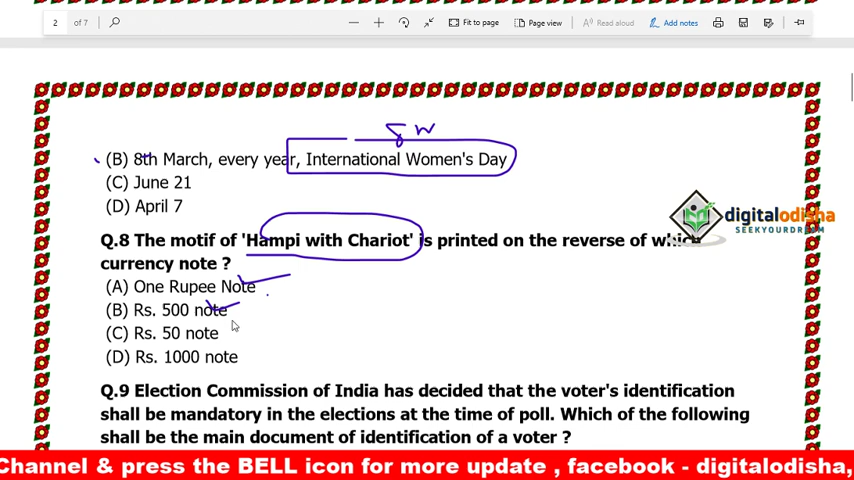 2 of 7 Fit to page Page view Read aloud Add notes
8 W
(B) 8th March, every year, International Women's Day
(C) June 21
(D) April 7
digitalodisha
SEEKYOURDREAM
Q.8 The motif of 'Hampi with Chariot' is printed on the reverse of which
currency note ?
(A) One Rupee Note
(B) Rs. 500 note
(C) Rs. 50 note
(D) Rs. 1000 note
Q.9 Election Commission of India has decided that the voter's identification
shall be mandatory in the elections at the time of poll. Which of the following
shall be the main document of identification of a voter ?
Channel & press the BELL icon for more update , facebook - digitalodisha,